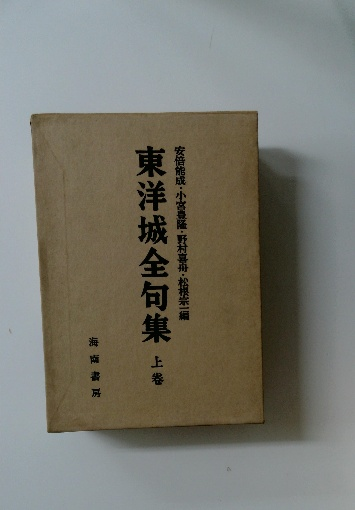 安倍能成・小宮豊隆・野村喜舟・松根宗一編
東洋城全句集
上巻
海南書房